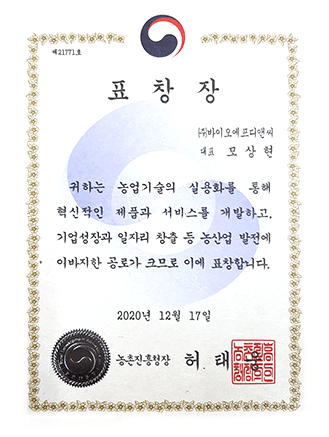 제21771호
표창장
㈜바이오에프디엔씨
대표 모상현
귀하는 농업기술의 실용화를 통해
혁신적인 제품과 서비스를 개발하고,
기업성장과 일자리 창출 등 농산업 발전에
이바지한 공로가 크므로 이에 표창합니다.
2020년 12월 17일
농촌진흥청장 허태웅